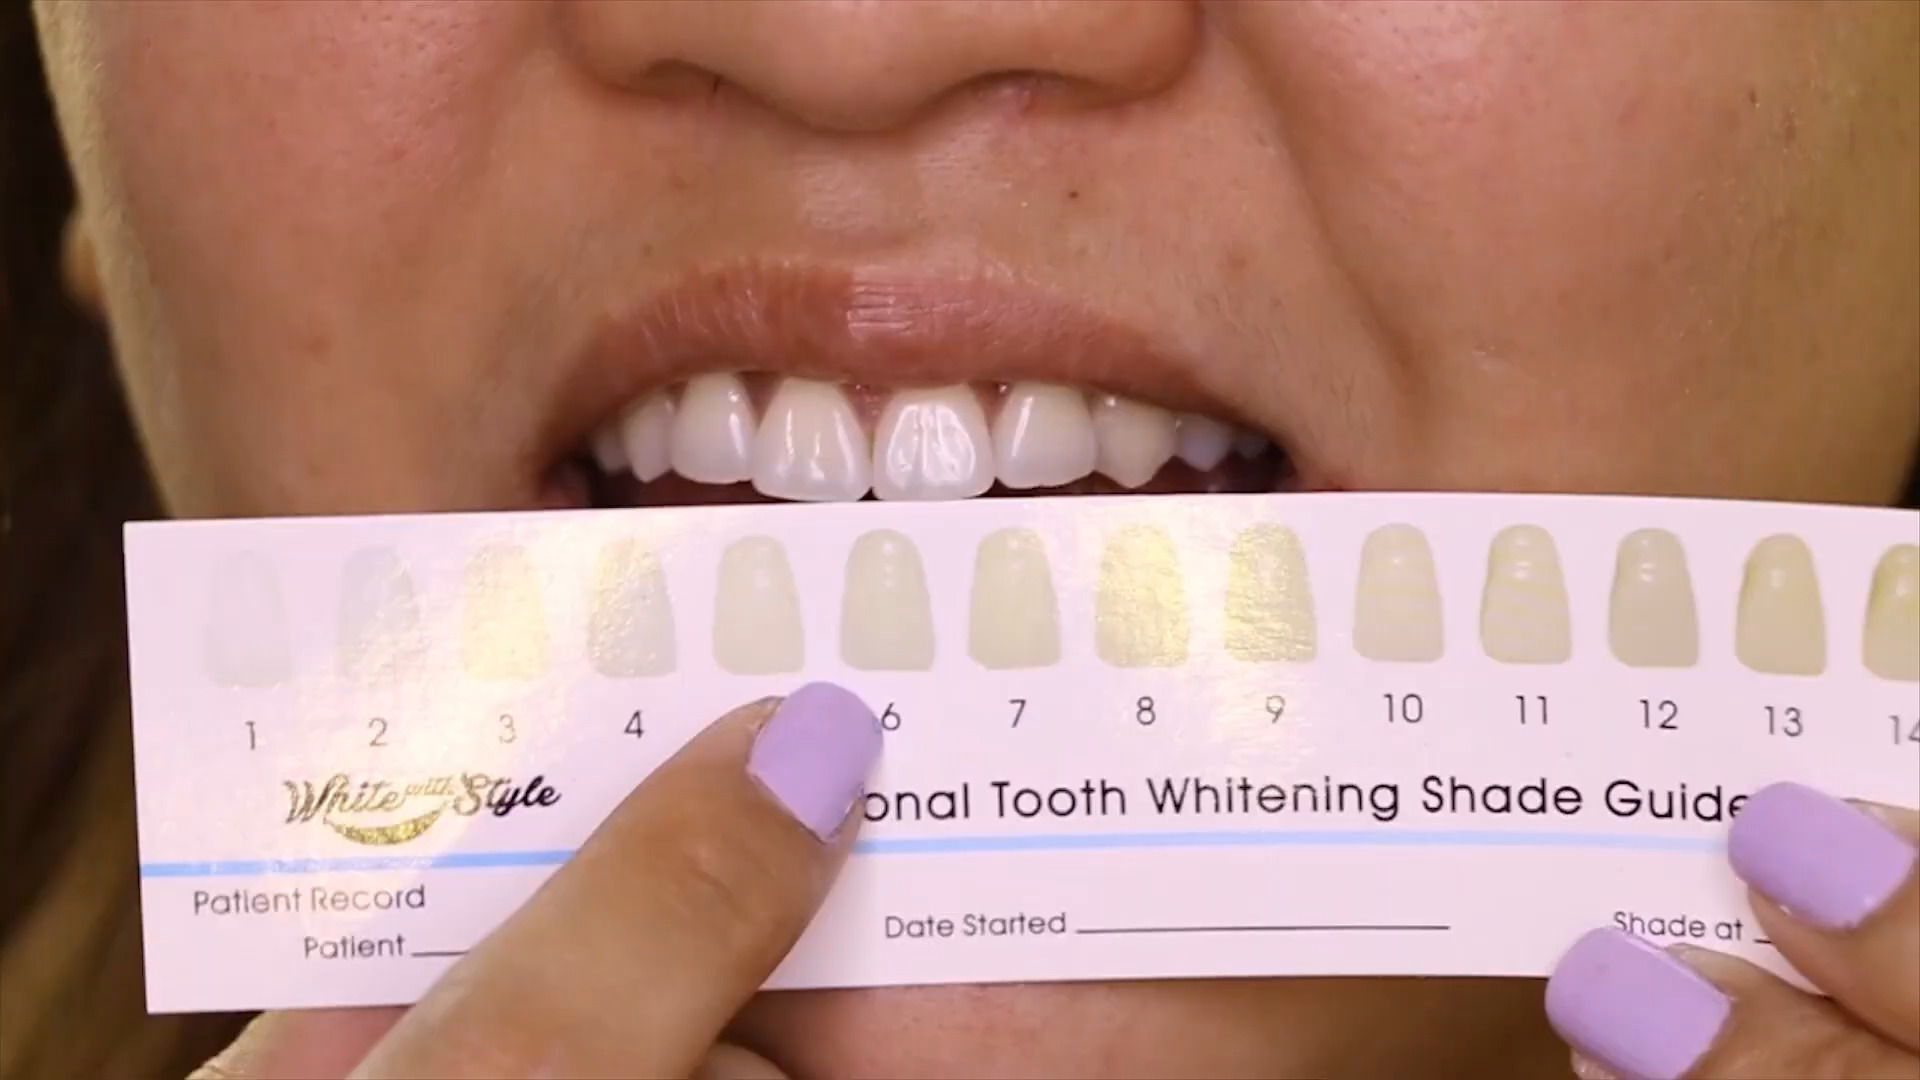 1 2 3 4 6 7 8 9 10 11 12 13 14
White with Style
onal Tooth Whitening Shade Guide
Patient Record
Patient
Date Started
Shade at